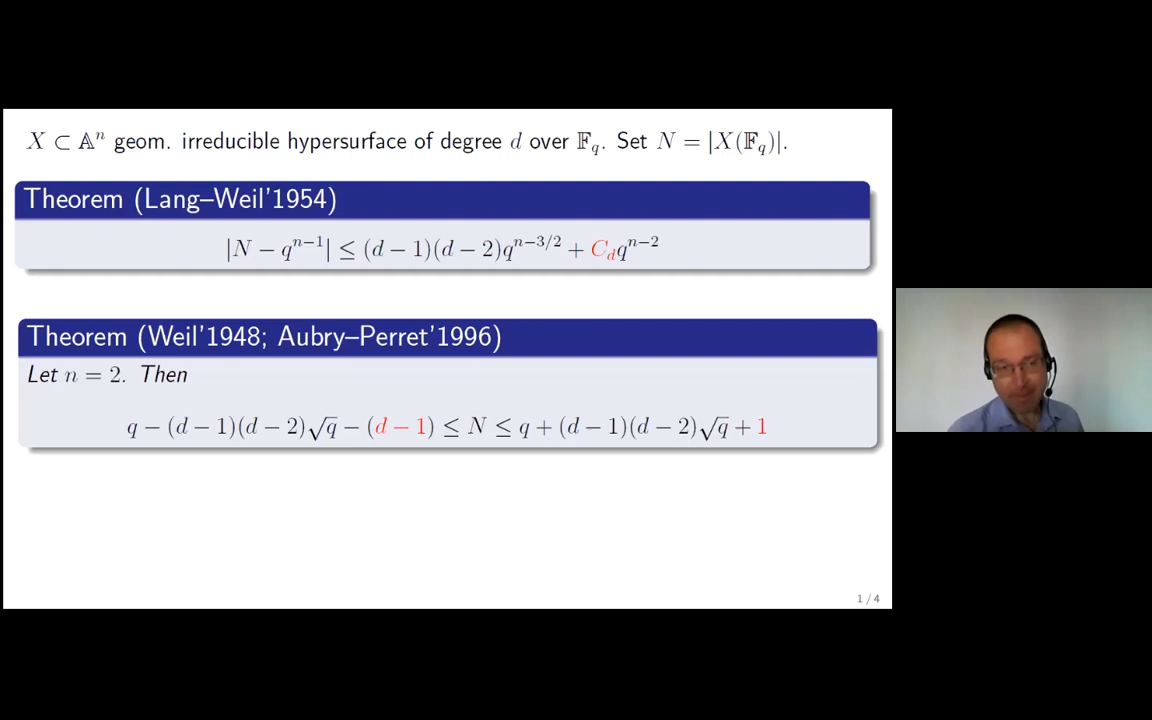 X ⊂ 𝔸ⁿ geom. irreducible hypersurface of degree d over 𝔽_q. Set N = |X(𝔽_q)|.
Theorem (Lang–Weil'1954)
|N − q^{n−1}| ≤ (d − 1)(d − 2)q^{n−3/2} + C_d q^{n−2}
Theorem (Weil'1948; Aubry–Perret'1996)
Let n = 2. Then
q − (d − 1)(d − 2)√q − (d − 1) ≤ N ≤ q + (d − 1)(d − 2)√q + 1
1 / 4